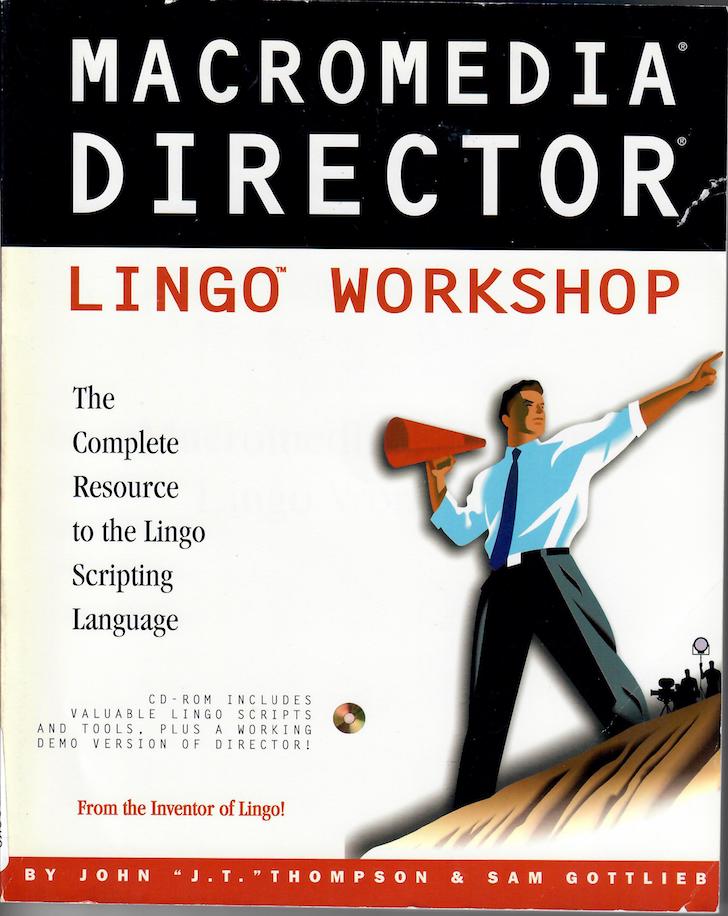 MACROMEDIA®
DIRECTOR®
LINGO™ WORKSHOP
The
Complete
Resource
to the Lingo
Scripting
Language
CD-ROM INCLUDES
VALUABLE LINGO SCRIPTS
AND TOOLS, PLUS A WORKING
DEMO VERSION OF DIRECTOR!
From the Inventor of Lingo!
BY JOHN "J.T." THOMPSON & SAM GOTTLIEB